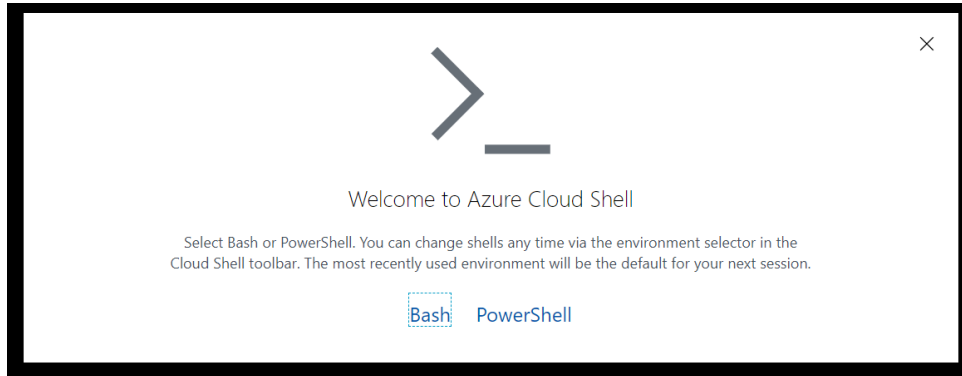 Welcome to Azure Cloud Shell
Select Bash or PowerShell. You can change shells any time via the environment selector in the
Cloud Shell toolbar. The most recently used environment will be the default for your next session.
Bash PowerShell